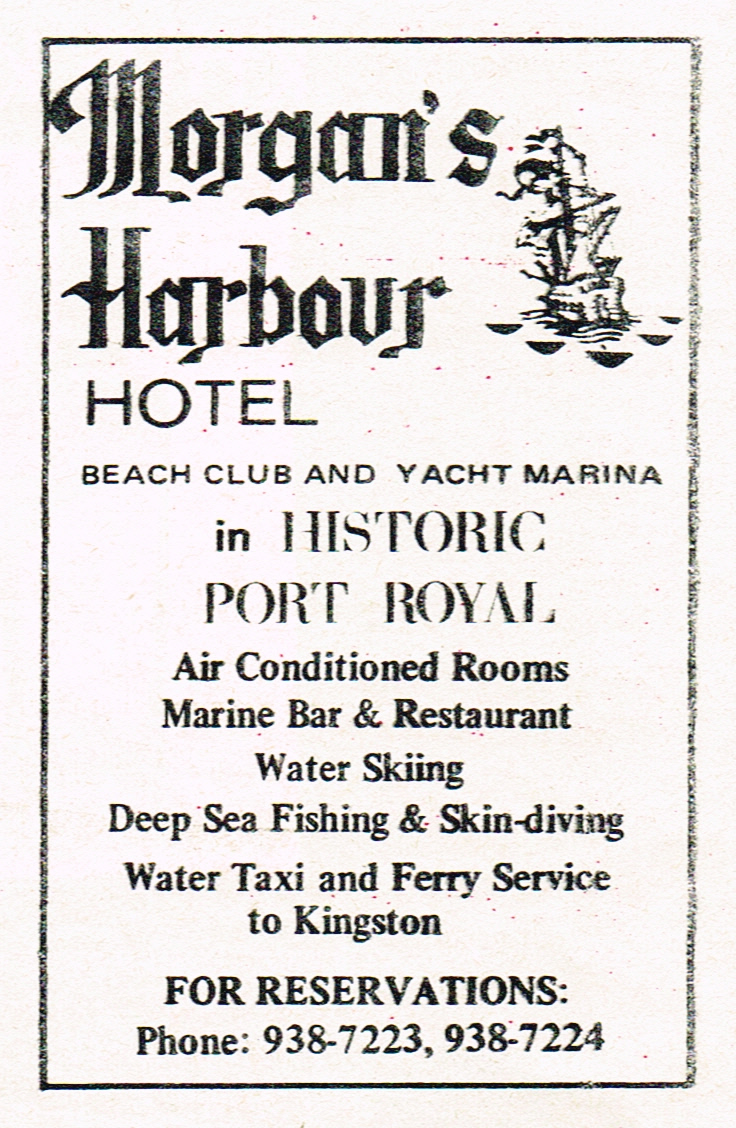 Morgan's
Harbour
HOTEL
BEACH CLUB AND YACHT MARINA
in HISTORIC
PORT ROYAL
Air Conditioned Rooms
Marine Bar & Restaurant
Water Skiing
Deep Sea Fishing & Skin-diving
Water Taxi and Ferry Service
to Kingston
FOR RESERVATIONS:
Phone: 938-7223, 938-7224